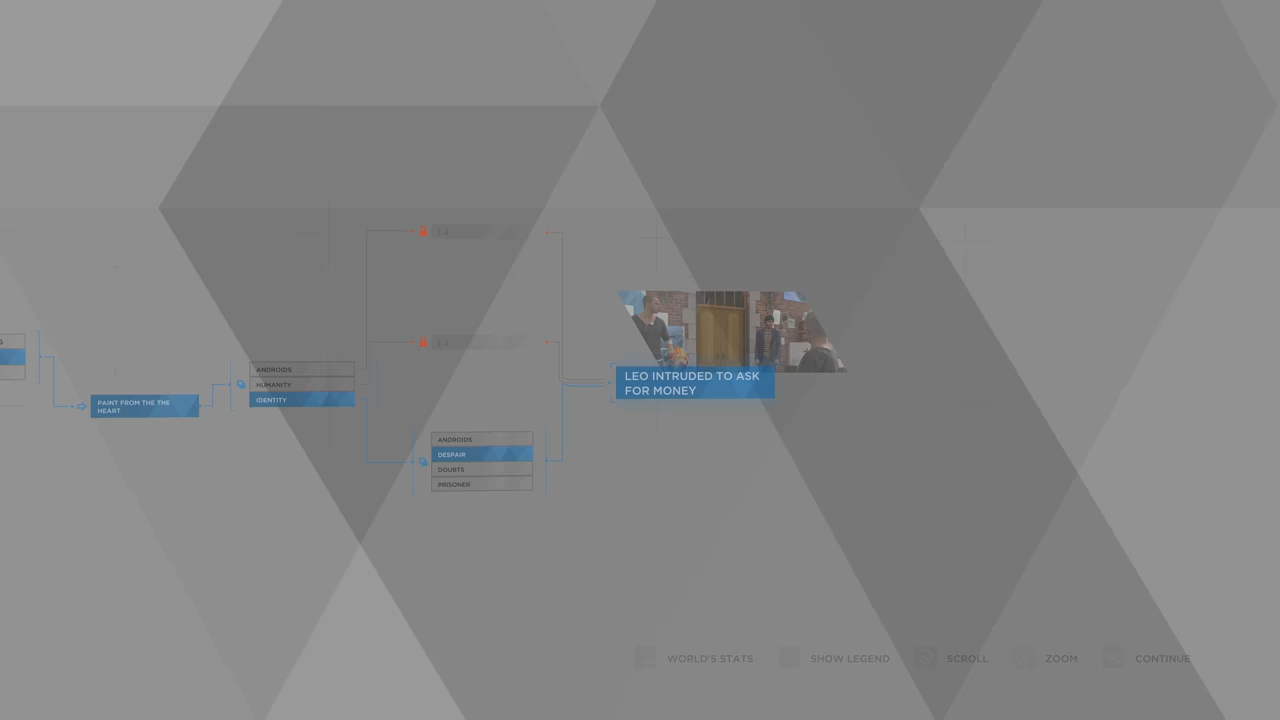 G
PAINT FROM THE THE
HEART
ANDROIDS
HUMANITY
IDENTITY
ANDROIDS
DESPAIR
DOUBTS
PRISONER
LEO INTRUDED TO ASK
FOR MONEY
WORLD'S STATS
SHOW LEGEND
SCROLL
ZOOM
CONTINUE